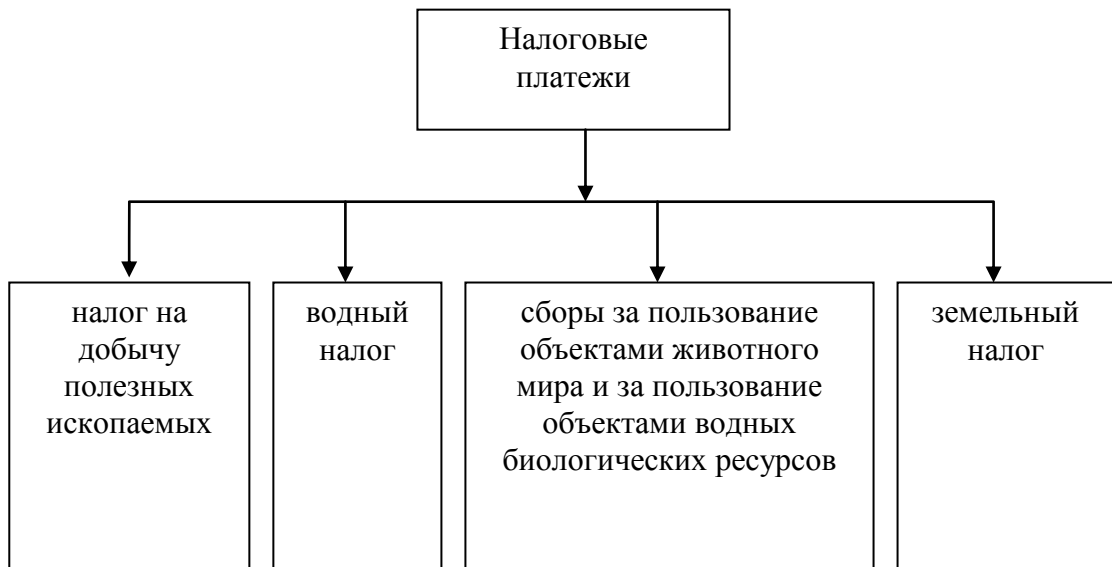 Налоговые
платежи
налог на
добычу
полезных
ископаемых
водный
налог
сборы за пользование
объектами животного
мира и за пользование
объектами водных
биологических ресурсов
земельный
налог